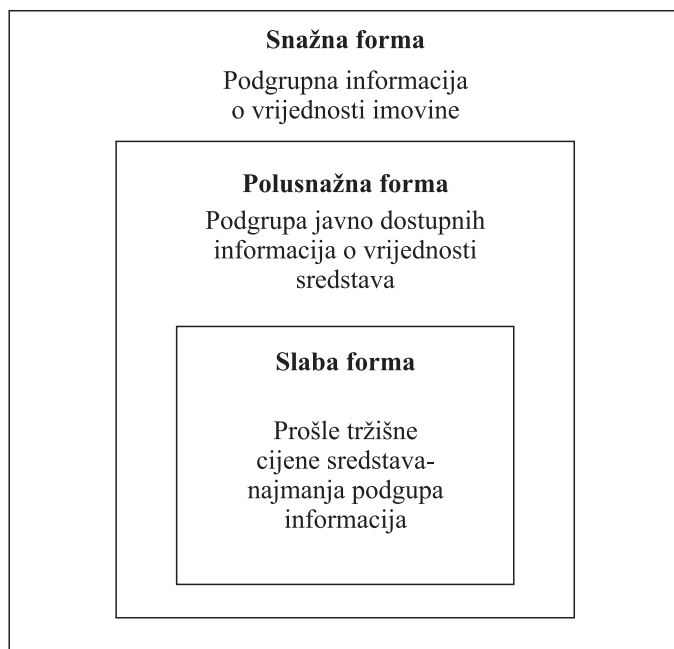 Snažna forma
Podgrupna informacija
o vrijednosti imovine
Polusnažna forma
Podgrupa javno dostupnih
informacija o vrijednosti
sredstava
Slaba forma
Prošle tržišne
cijene sredstava-
najmanja podgupa
informacija